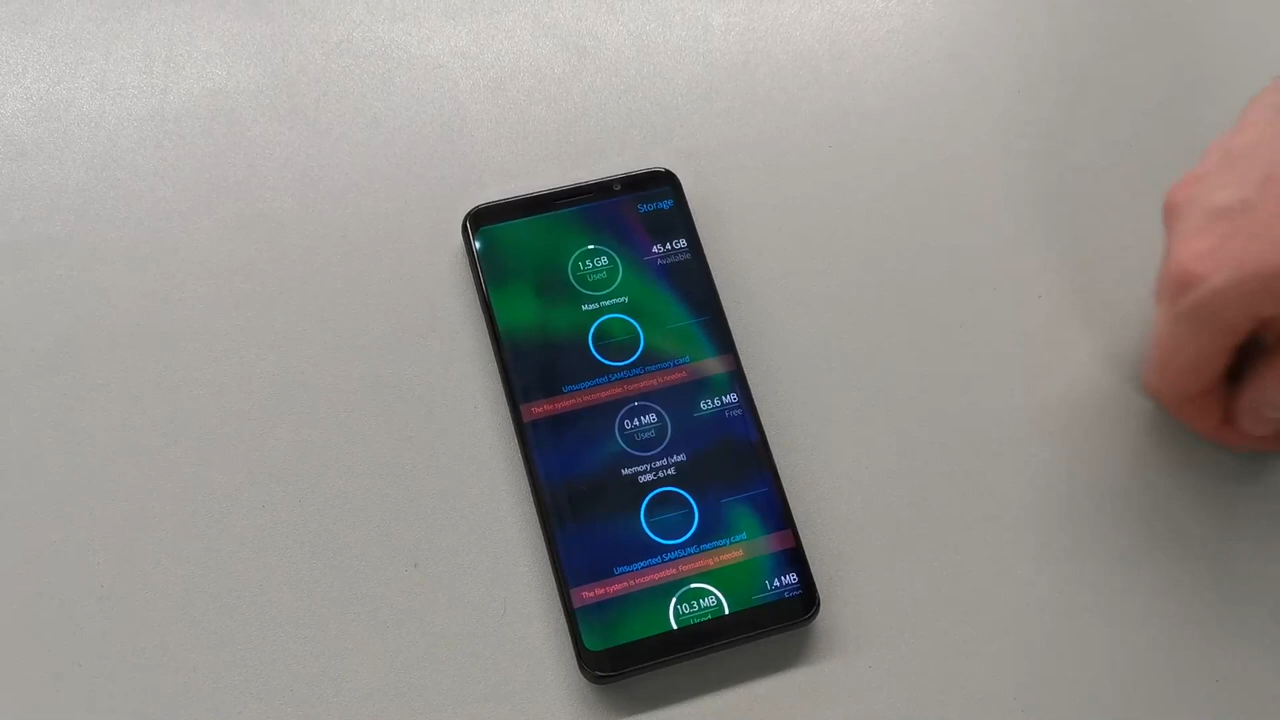 Storage
1.5 GB
Used
45.4 GB
Available
Mass memory
Unsupported SAMSUNG memory card
The file system is incompatible. Formatting is needed.
0.4 MB
Used
63.6 MB
Free
Memory card (vfat)
00BC-614E
Unsupported SAMSUNG memory card
The file system is incompatible. Formatting is needed.
10.3 MB
Used
1.4 MB
Free